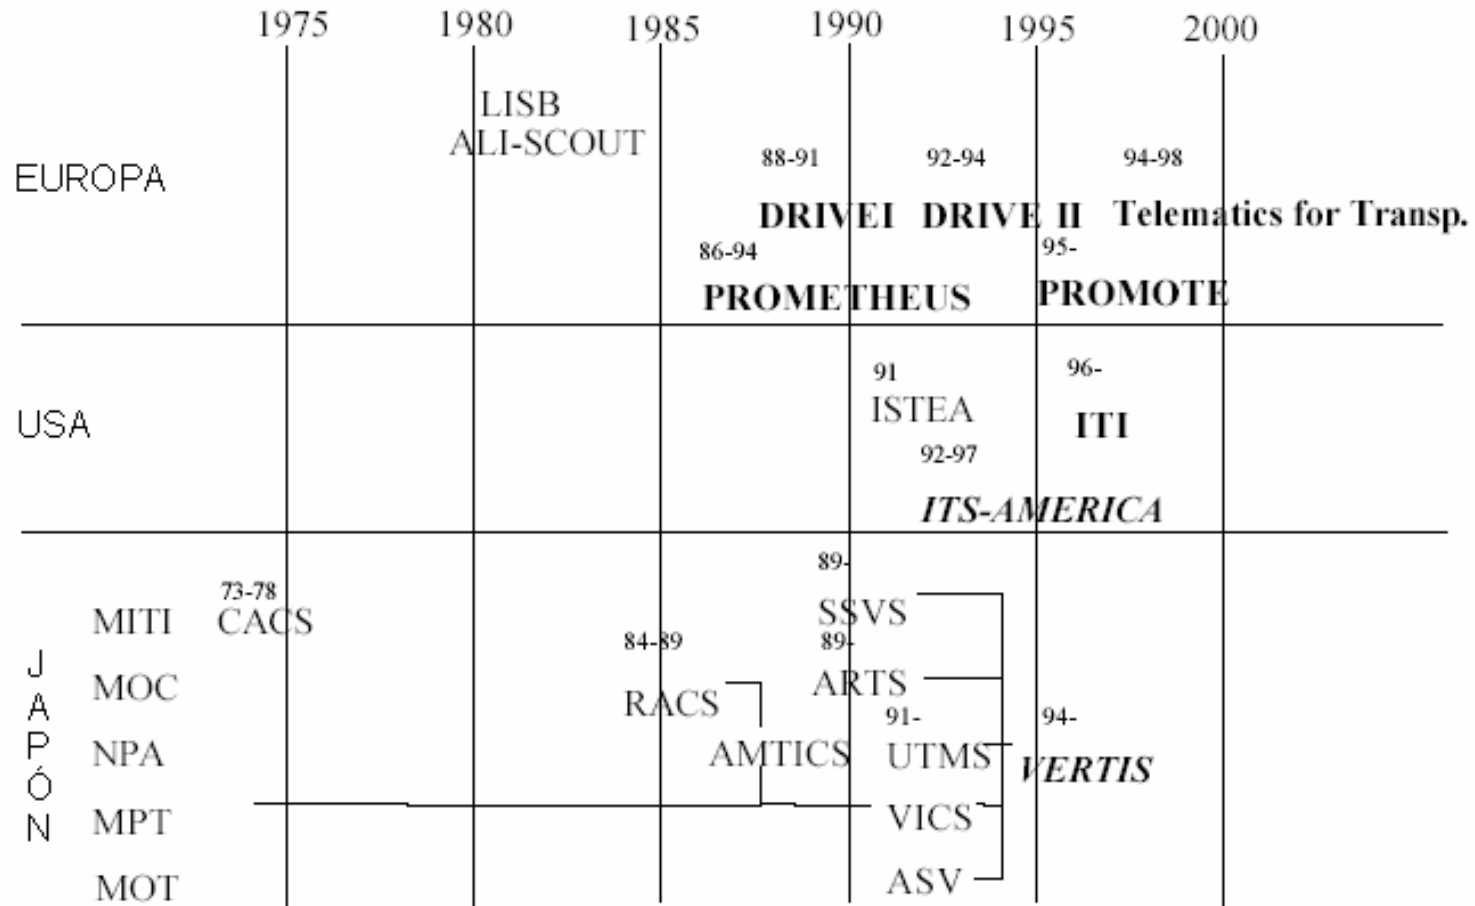 1975 1980 1985 1990 1995 2000
LISB
ALI-SCOUT
88-91 92-94 94-98
EUROPA
DRIVEI DRIVE II Telematics for Transp.
86-94 95-
PROMETHEUS PROMOTE
91 96-
ISTEA
USA ITI
92-97
ITS-AMERICA
89-
73-78
MITI CACS SSVS
84-89 89-
JAPÓN
MOC RACS ARTS
91- 94-
NPA AMTICS UTMS VERTIS
MPT VICS
MOT ASV